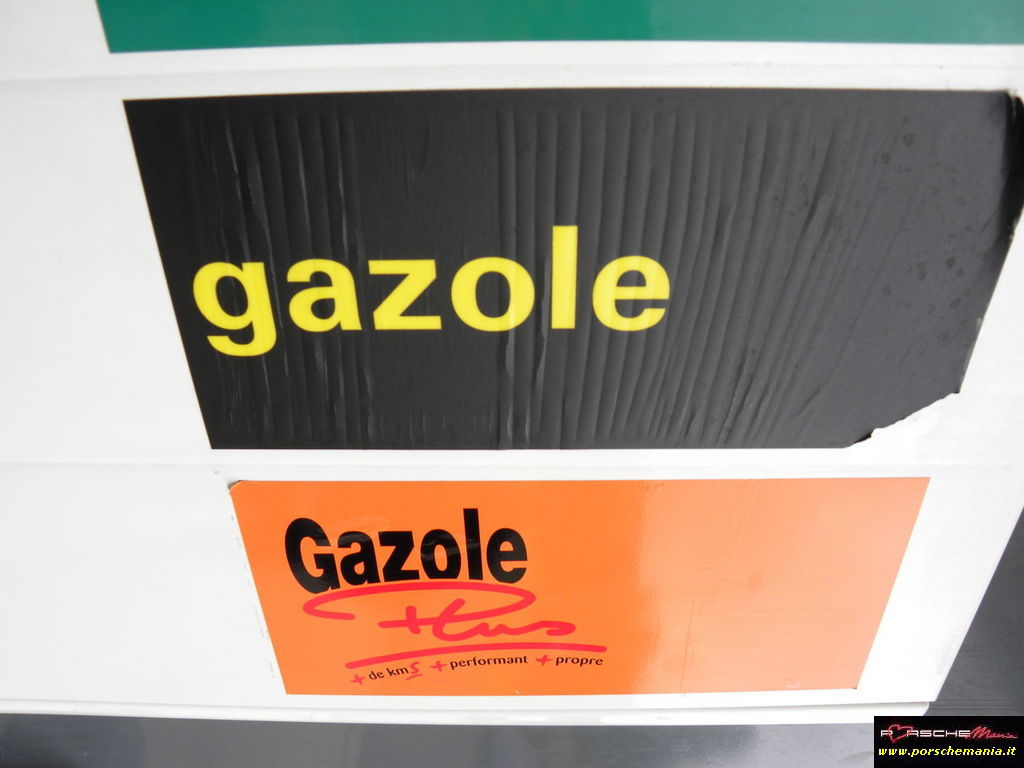 gazole
Gazole
Plus
+ de kms + performant + propre
PORSCHEMania
www.porschemania.it